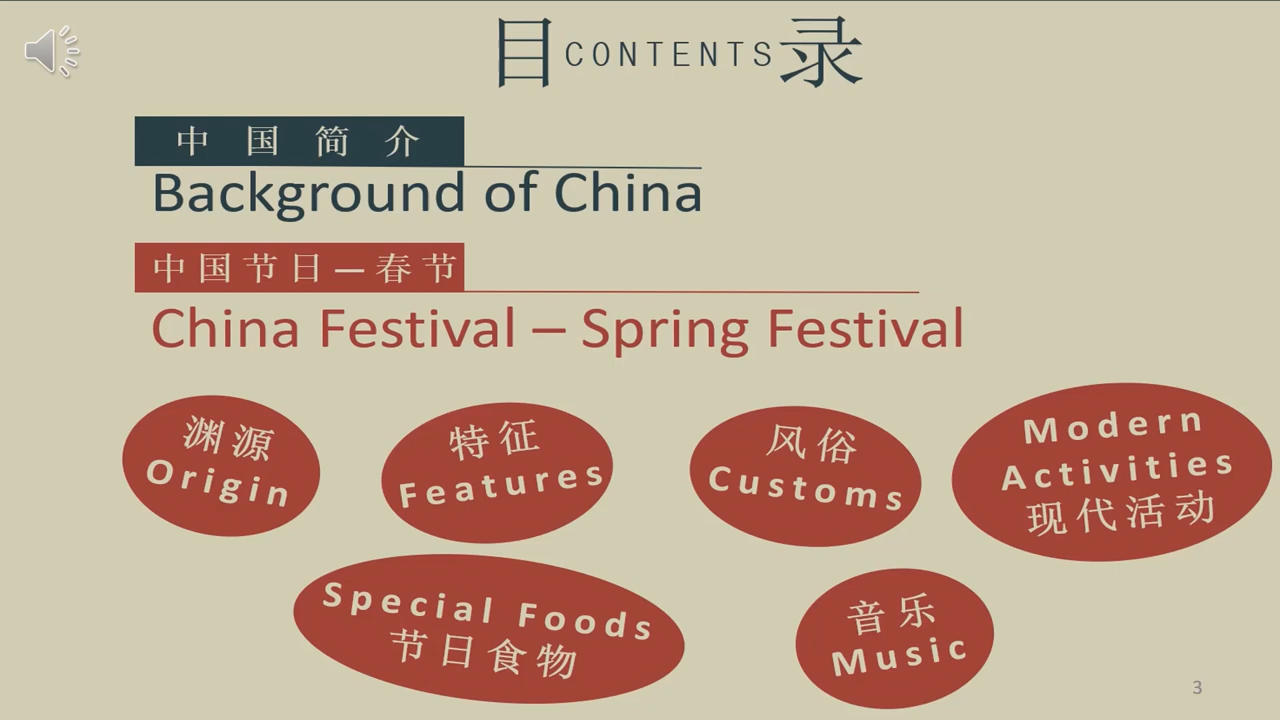 目CONTENTS录
中国简介
Background of China
中国节日—春节
China Festival – Spring Festival
渊源
Origin
特征
Features
风俗
Customs
Modern
Activities
现代活动
Special Foods
节日食物
音乐
Music
3